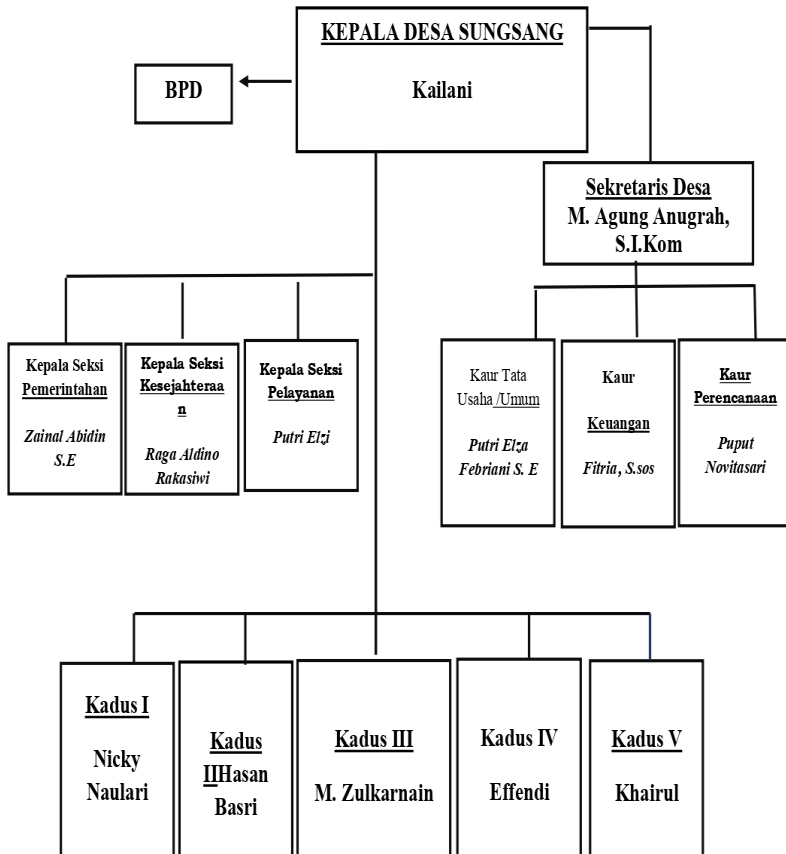 KEPALA DESA SUNGSANG
Kailani
BPD
Sekretaris Desa
M. Agung Anugrah,
S.I.Kom
Kepala Seksi
Pemerintahan
Zainal Abidin
S.E
Kepala Seksi
Kesejahteraa
n
Raga Aldino
Rakasiwi
Kepala Seksi
Pelayanan
Putri Elzi
Kaur Tata
Usaha /Umum
Putri Elza
Febriani S. E
Kaur
Keuangan
Fitria, S.sos
Kaur
Perencanaan
Puput
Novitasari
Kadus I
Nicky
Naulari
Kadus
IIHasan
Basri
Kadus III
M. Zulkarnain
Kadus IV
Effendi
Kadus V
Khairul